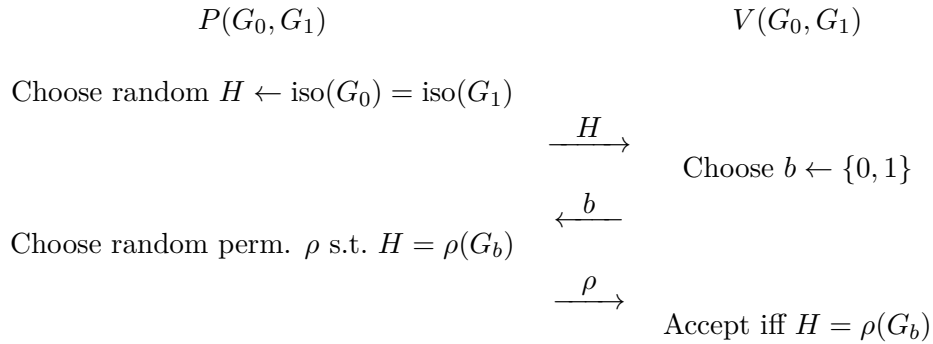 P(G₀, G₁) V(G₀, G₁)
Choose random H ← iso(G₀) = iso(G₁)
H
Choose b ← {0, 1}
b
Choose random perm. ρ s.t. H = ρ(G_b)
ρ
Accept iff H = ρ(G_b)